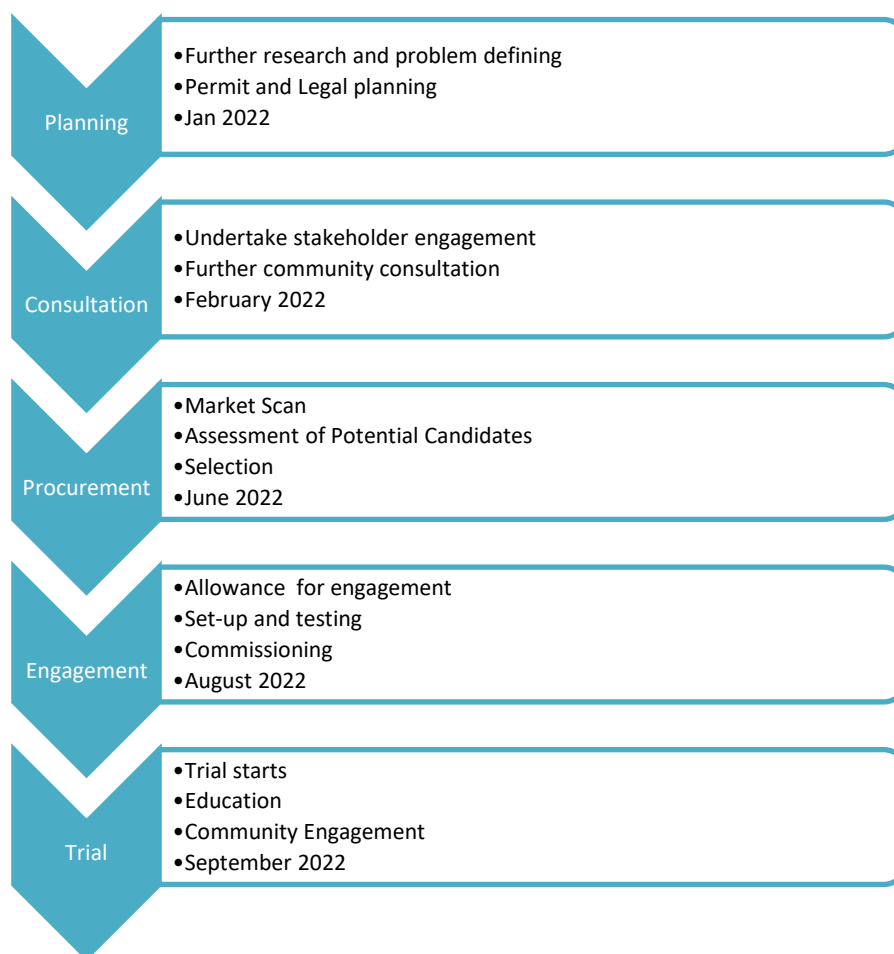 Planning
•Further research and problem defining
•Permit and Legal planning
•Jan 2022
Consultation
•Undertake stakeholder engagement
•Further community consultation
•February 2022
Procurement
•Market Scan
•Assessment of Potential Candidates
•Selection
•June 2022
Engagement
•Allowance  for engagement
•Set-up and testing
•Commissioning
•August 2022
Trial
•Trial starts
•Education
•Community Engagement
•September 2022